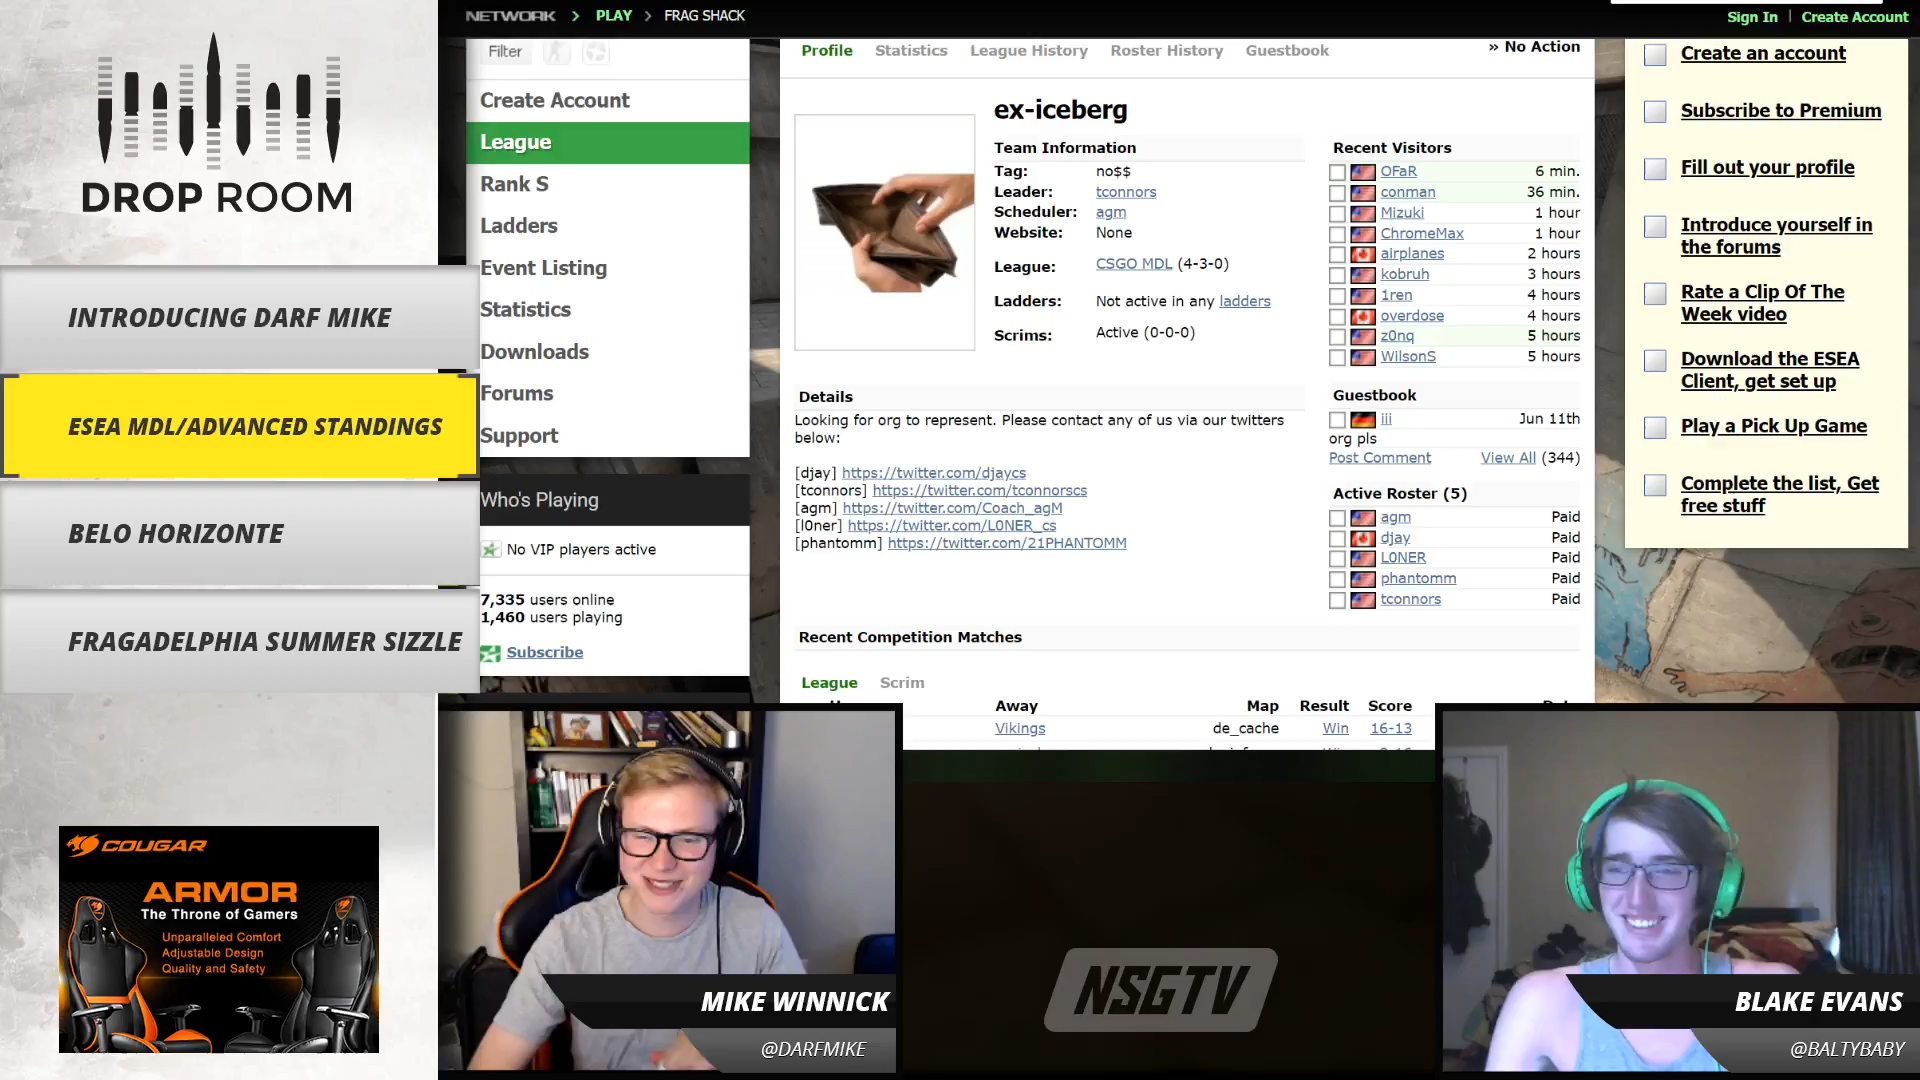 DROP ROOM
INTRODUCING DARF MIKE
ESEA MDL/ADVANCED STANDINGS
BELO HORIZONTE
FRAGADELPHIA SUMMER SIZZLE
COUGAR
ARMOR
The Throne of Gamers
Unparalleled Comfort
Adjustable Design
Quality and Safety
NETWORK > PLAY > FRAG SHACK
Sign In | Create Account
Filter
Create Account
League
Rank S
Ladders
Event Listing
Statistics
Downloads
Forums
Support
Who's Playing
No VIP players active
7,335 users online
1,460 users playing
Subscribe
Profile Statistics League History Roster History Guestbook
» No Action
ex-iceberg
Team Information
Tag: no$$
Leader: tconnors
Scheduler: agm
Website: None
League: CSGO MDL (4-3-0)
Ladders: Not active in any ladders
Scrims: Active (0-0-0)
Details
Looking for org to represent. Please contact any of us via our twitters
below:
[djay] https://twitter.com/djaycs
[tconnors] https://twitter.com/tconnorscs
[agm] https://twitter.com/Coach_agM
[l0ner] https://twitter.com/L0NER_cs
[phantomm] https://twitter.com/21PHANTOMM
Recent Visitors
OFaR 6 min.
conman 36 min.
Mizuki 1 hour
ChromeMax 1 hour
airplanes 2 hours
kobruh 3 hours
1ren 4 hours
overdose 4 hours
z0nq 5 hours
WilsonS 5 hours
Guestbook
iii Jun 11th
org pls
Post Comment View All (344)
Active Roster (5)
agm Paid
djay Paid
L0NER Paid
phantomm Paid
tconnors Paid
Recent Competition Matches
League Scrim
Away Map Result Score
Vikings de_cache Win 16-13
Create an account
Subscribe to Premium
Fill out your profile
Introduce yourself in
the forums
Rate a Clip Of The
Week video
Download the ESEA
Client, get set up
Play a Pick Up Game
Complete the list, Get
free stuff
MIKE WINNICK
@DARFMIKE
NSGTV
BLAKE EVANS
@BALTYBABY